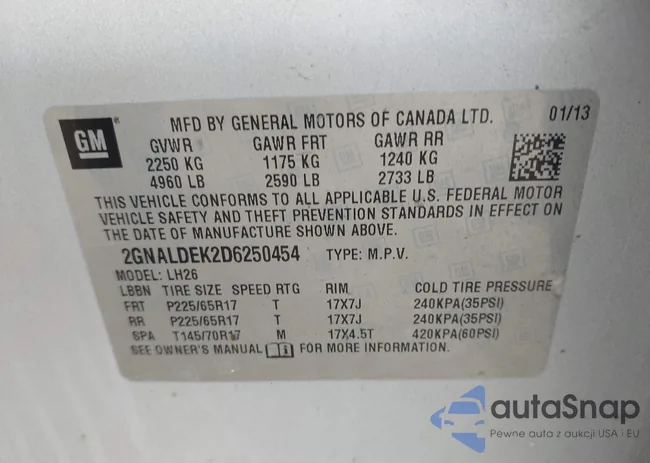 GM
MFD BY GENERAL MOTORS OF CANADA LTD. 01/13
GVWR GAWR FRT GAWR RR
2250 KG 1175 KG 1240 KG
4960 LB 2590 LB 2733 LB
THIS VEHICLE CONFORMS TO ALL APPLICABLE U.S. FEDERAL MOTOR
VEHICLE SAFETY AND THEFT PREVENTION STANDARDS IN EFFECT ON
THE DATE OF MANUFACTURE SHOWN ABOVE.
2GNALDEK2D6250454 TYPE: M.P.V.
MODEL: LH26
LBBN TIRE SIZE SPEED RTG RIM COLD TIRE PRESSURE
FRT P225/65R17 T 17X7J 240KPA(35PSI)
RR P225/65R17 T 17X7J 240KPA(35PSI)
SPA T145/70R17 M 17X4.5T 420KPA(60PSI)
SEE OWNER'S MANUAL FOR MORE INFORMATION.
autaSnap
Pewne auta z aukcji USA i EU